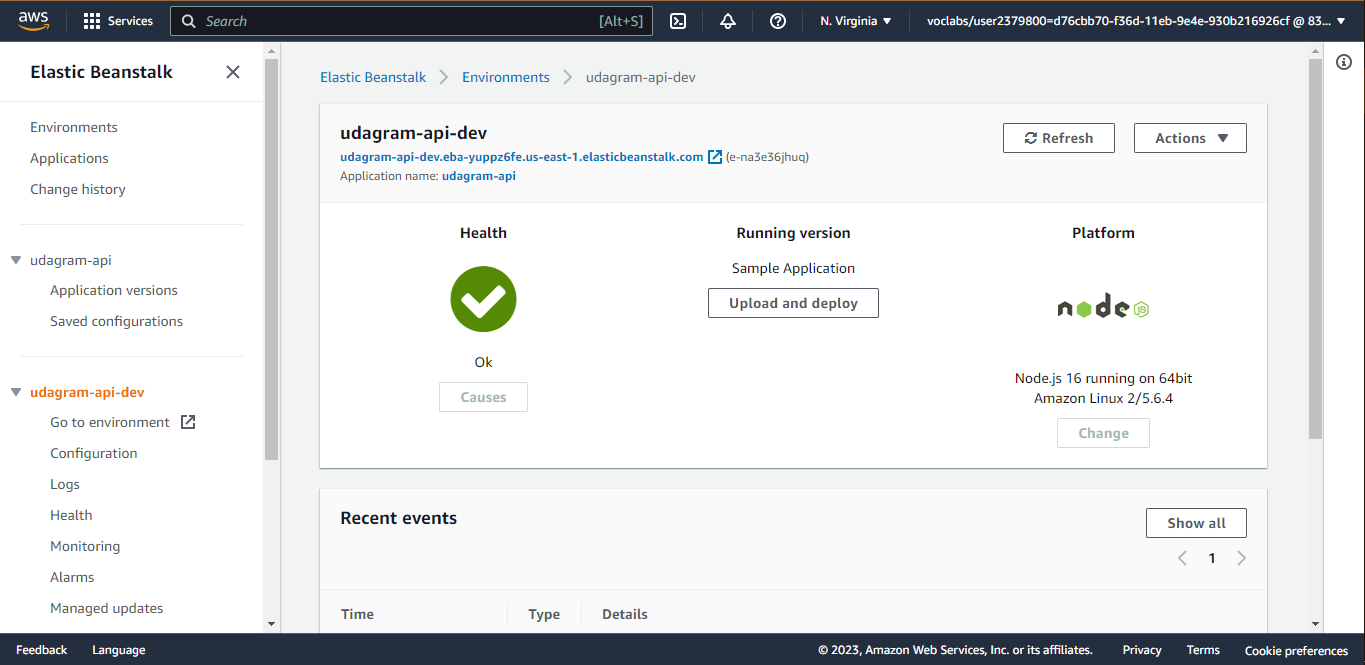 aws
Services
Search [Alt+S]
N. Virginia
voclabs/user2379800=d76cbb70-f36d-11eb-9e4e-930b216926cf @ 83...
Elastic Beanstalk
Environments
Applications
Change history
udagram-api
Application versions
Saved configurations
udagram-api-dev
Go to environment
Configuration
Logs
Health
Monitoring
Alarms
Managed updates
Elastic Beanstalk Environments udagram-api-dev
udagram-api-dev
Refresh
Actions
udagram-api-dev.eba-yuppz6fe.us-east-1.elasticbeanstalk.com (e-na3e36jhuq)
Application name: udagram-api
Health
Ok
Causes
Running version
Sample Application
Upload and deploy
Platform
node
JS
Node.js 16 running on 64bit
Amazon Linux 2/5.6.4
Change
Recent events
Show all
1
Time Type Details
Feedback Language © 2023, Amazon Web Services, Inc. or its affiliates. Privacy Terms Cookie preferences